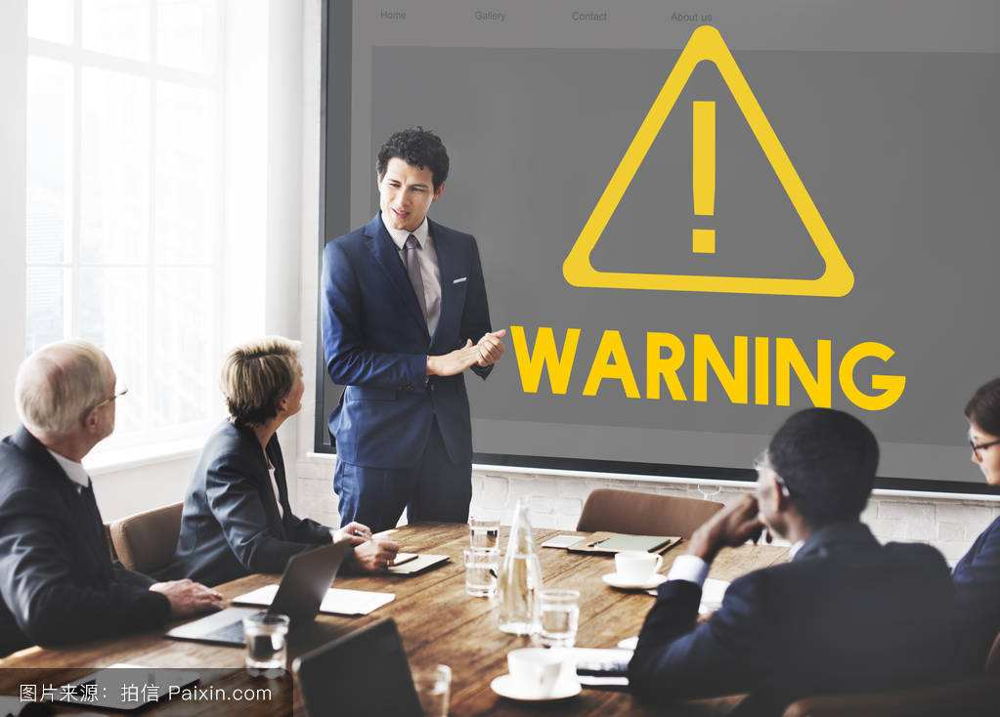 Home Gallery Contact About us
WARNING
图片来源：拍信 Paixin.com